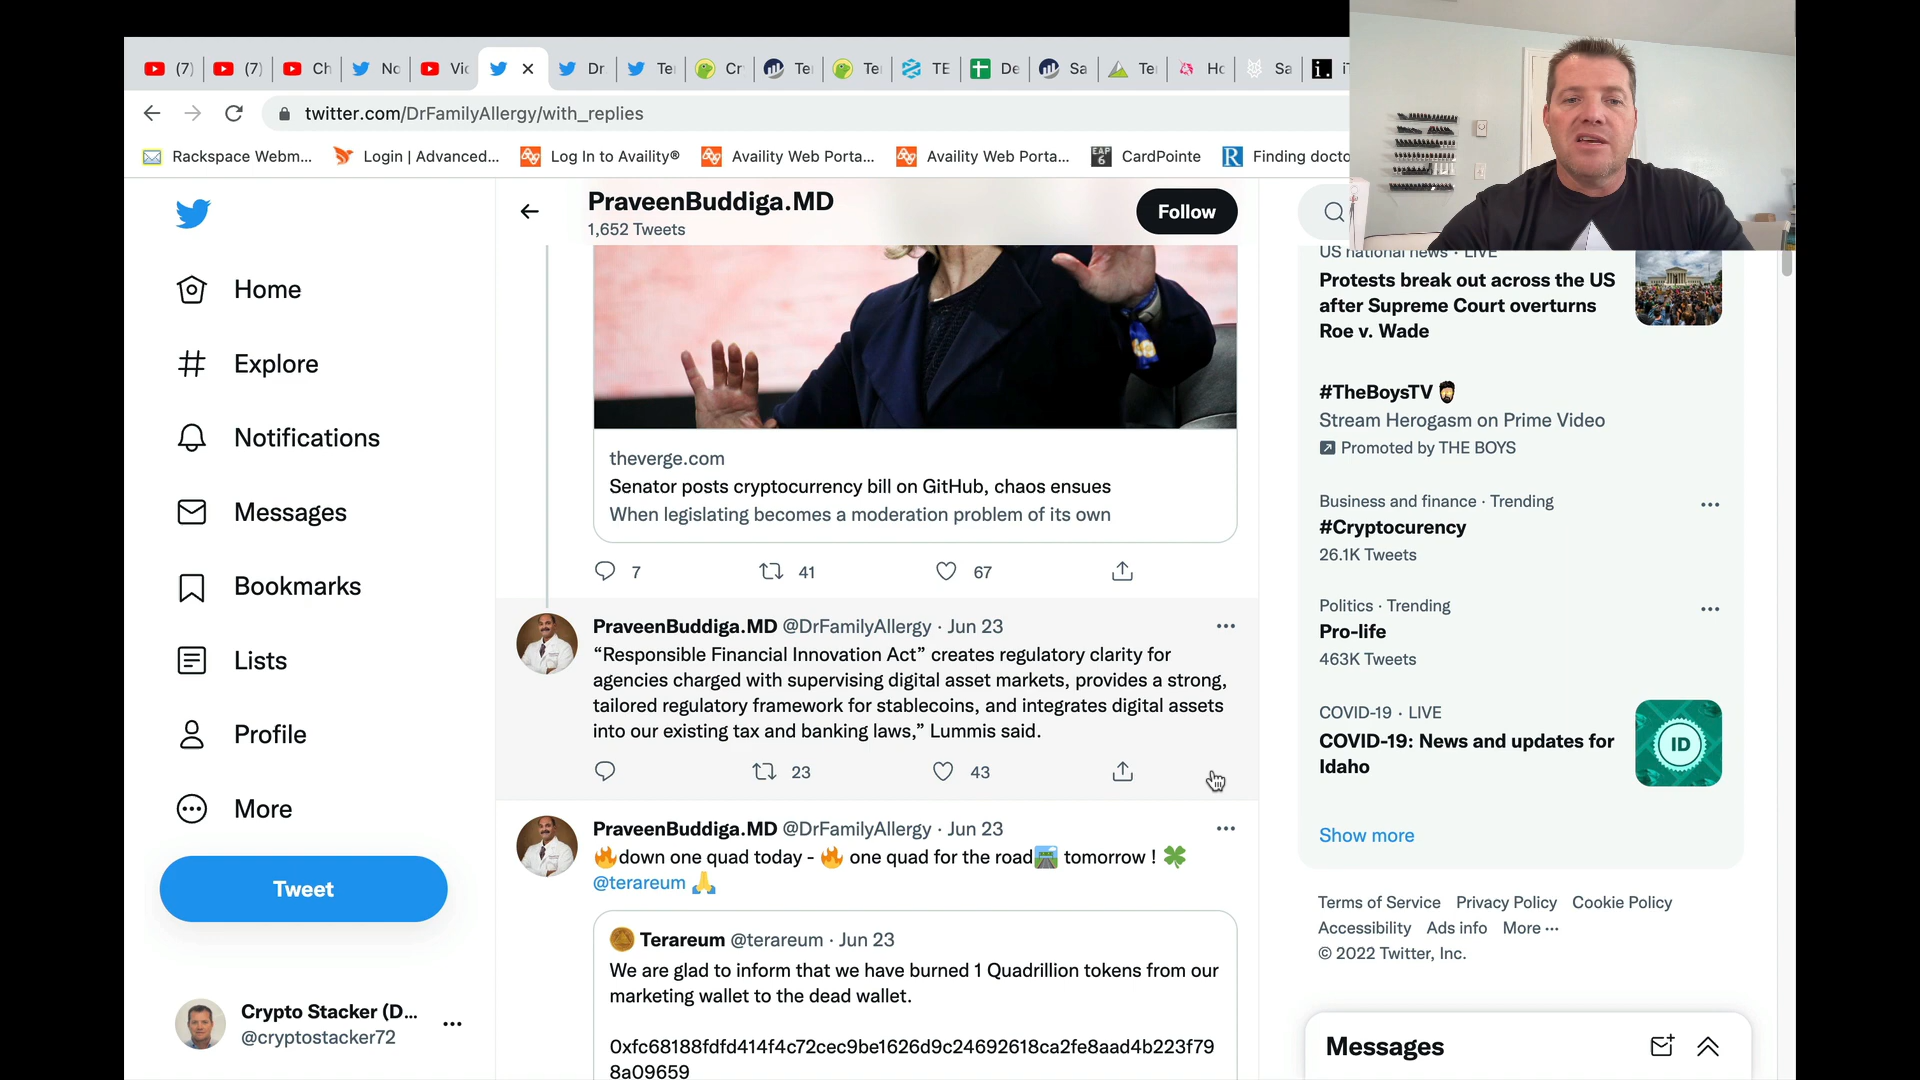 (7)
(7)
Ch
No
Vic
Dr.
Te
Cr
Te
Te
TE
De
Sa
Te
Ho
Sa
i.
twitter.com/DrFamilyAllergy/with_replies
Rackspace Webm...
Login | Advanced...
Log In to Availity®
Availity Web Porta...
Availity Web Porta...
EAP 6
CardPointe
R
Finding docto
Home
Explore
Notifications
Messages
Bookmarks
Lists
Profile
More
Tweet
Crypto Stacker (D...
@cryptostacker72
PraveenBuddiga.MD
1,652 Tweets
Follow
theverge.com
Senator posts cryptocurrency bill on GitHub, chaos ensues
When legislating becomes a moderation problem of its own
7
41
67
PraveenBuddiga.MD @DrFamilyAllergy · Jun 23
“Responsible Financial Innovation Act” creates regulatory clarity for
agencies charged with supervising digital asset markets, provides a strong,
tailored regulatory framework for stablecoins, and integrates digital assets
into our existing tax and banking laws,” Lummis said.
23
43
PraveenBuddiga.MD @DrFamilyAllergy · Jun 23
🔥down one quad today - 🔥 one quad for the road🛣️ tomorrow ! 🍀
@terareum 🙏
Terareum @terareum · Jun 23
We are glad to inform that we have burned 1 Quadrillion tokens from our
marketing wallet to the dead wallet.
0xfc68188fdfd414f4c72cec9be1626d9c24692618ca2fe8aad4b223f79
8a09659
US national news · LIVE
Protests break out across the US
after Supreme Court overturns
Roe v. Wade
#TheBoysTV
Stream Herogasm on Prime Video
Promoted by THE BOYS
Business and finance · Trending
#Cryptocurency
26.1K Tweets
Politics · Trending
Pro-life
463K Tweets
COVID-19 · LIVE
COVID-19: News and updates for
Idaho
ID
Show more
Terms of Service Privacy Policy Cookie Policy
Accessibility Ads info More ···
© 2022 Twitter, Inc.
Messages